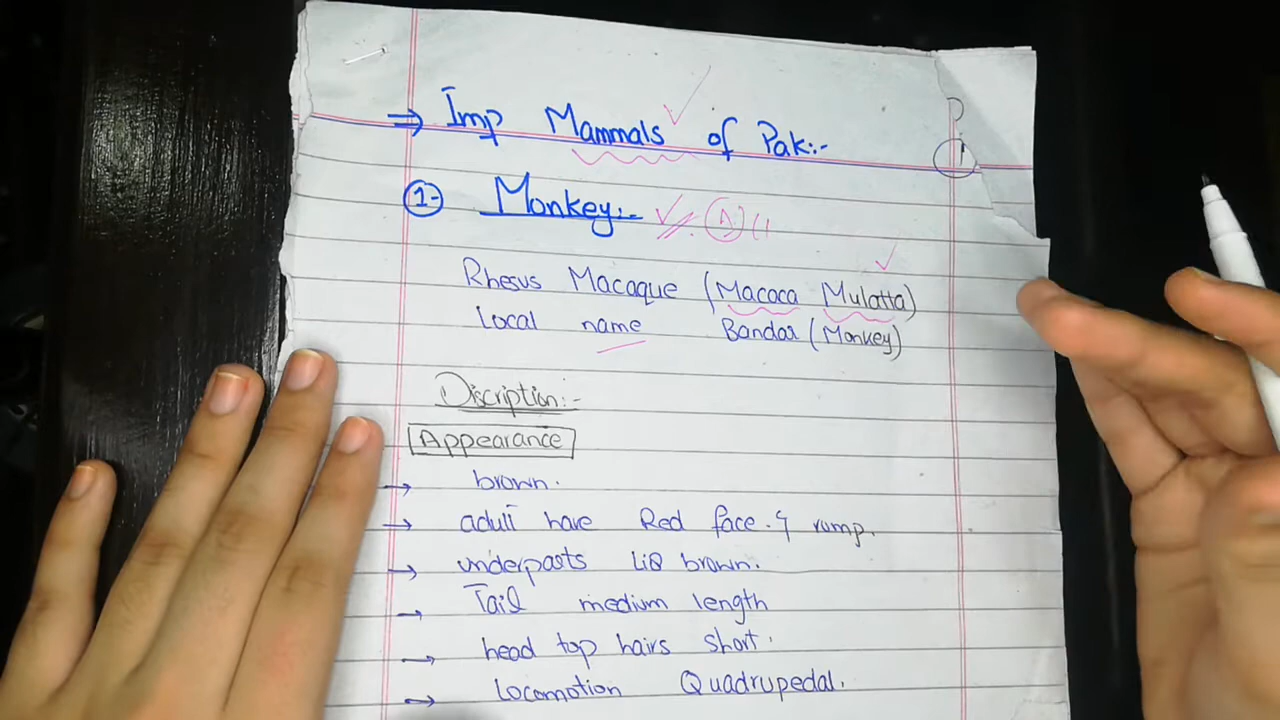 ⇒ Imp Mammals of Pak:-
1- Monkey:-
Rhesus Macaque (Macaca Mulatta)
Local name Bandar (Monkey)
Discription:-
Appearance
→ brown.
→ adult have Red face. & rump.
→ underparts brown.
→ Tail medium length
→ head top hairs short.
→ Locomotion Quadrupedal.